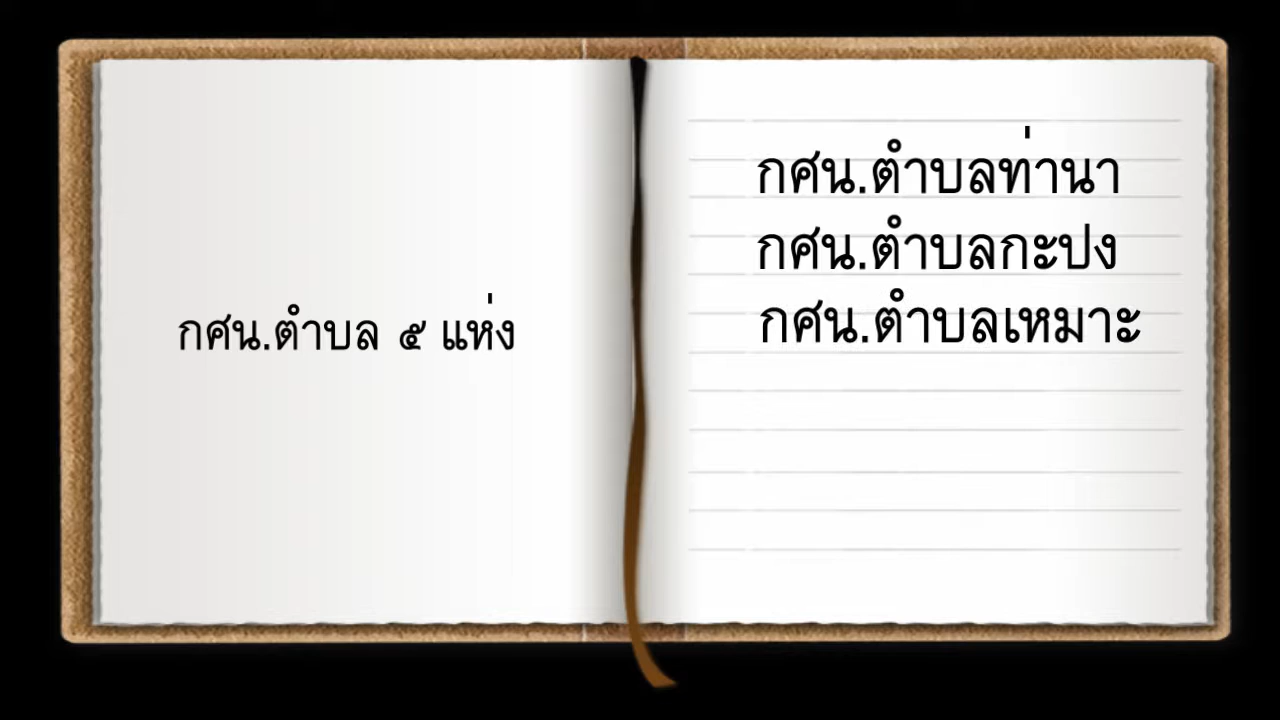 กศน.ตำบล ๕ แห่ง
กศน.ตำบลท่านา
กศน.ตำบลกะปง
กศน.ตำบลเหมาะ